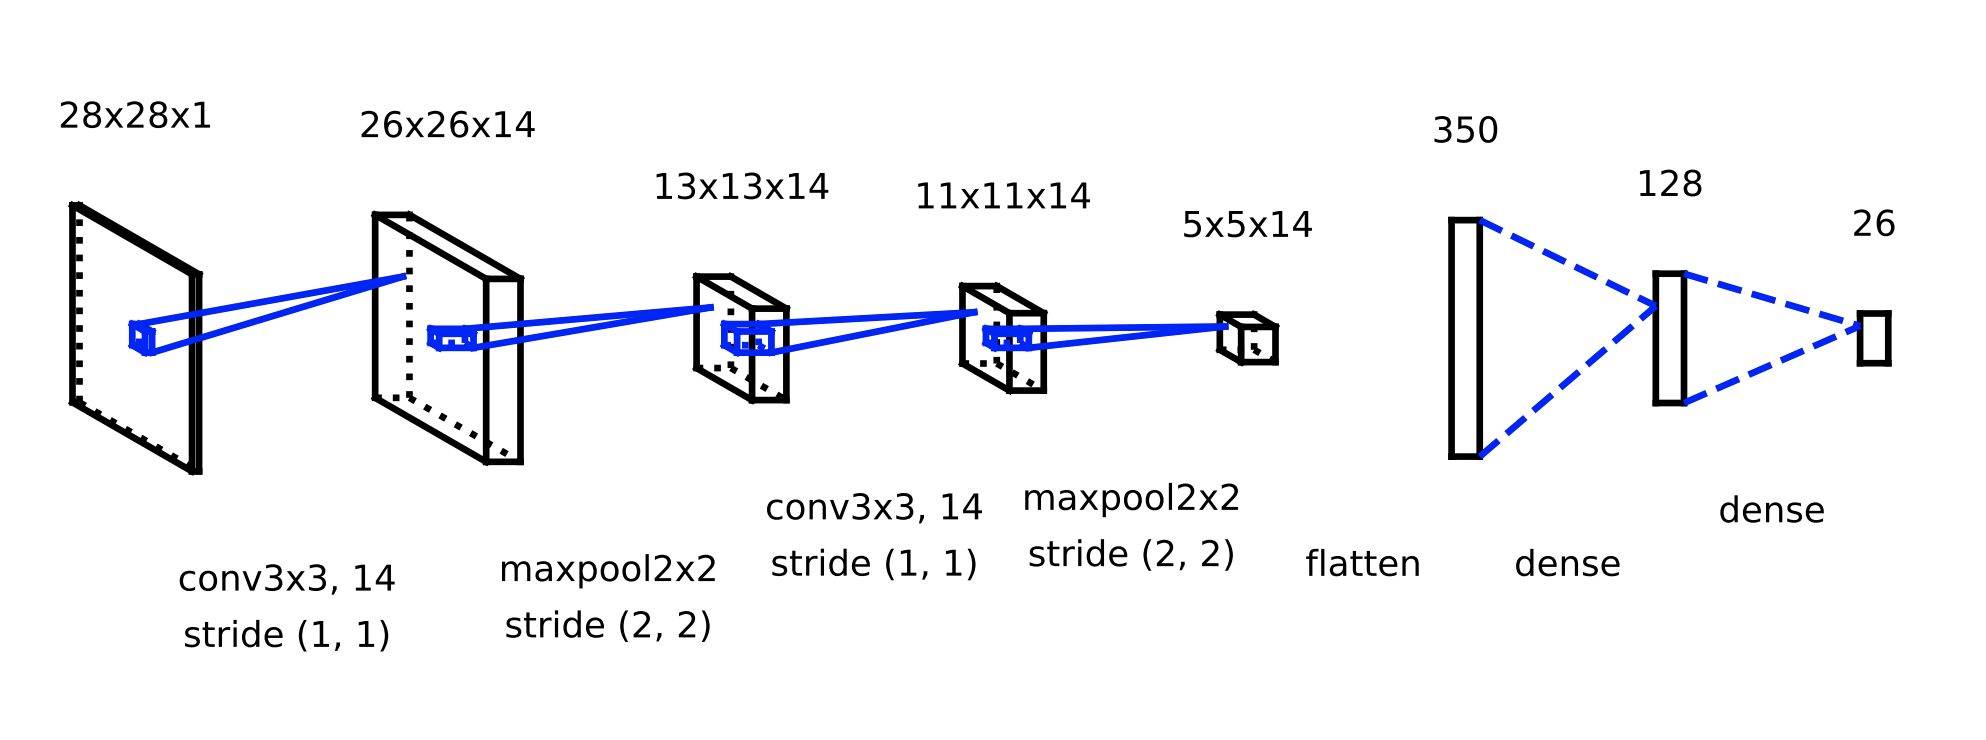 28x28x1
26x26x14
13x13x14
11x11x14
5x5x14
350
128
26
conv3x3, 14
stride (1, 1)
maxpool2x2
stride (2, 2)
conv3x3, 14
stride (1, 1)
maxpool2x2
stride (2, 2)
flatten
dense
dense